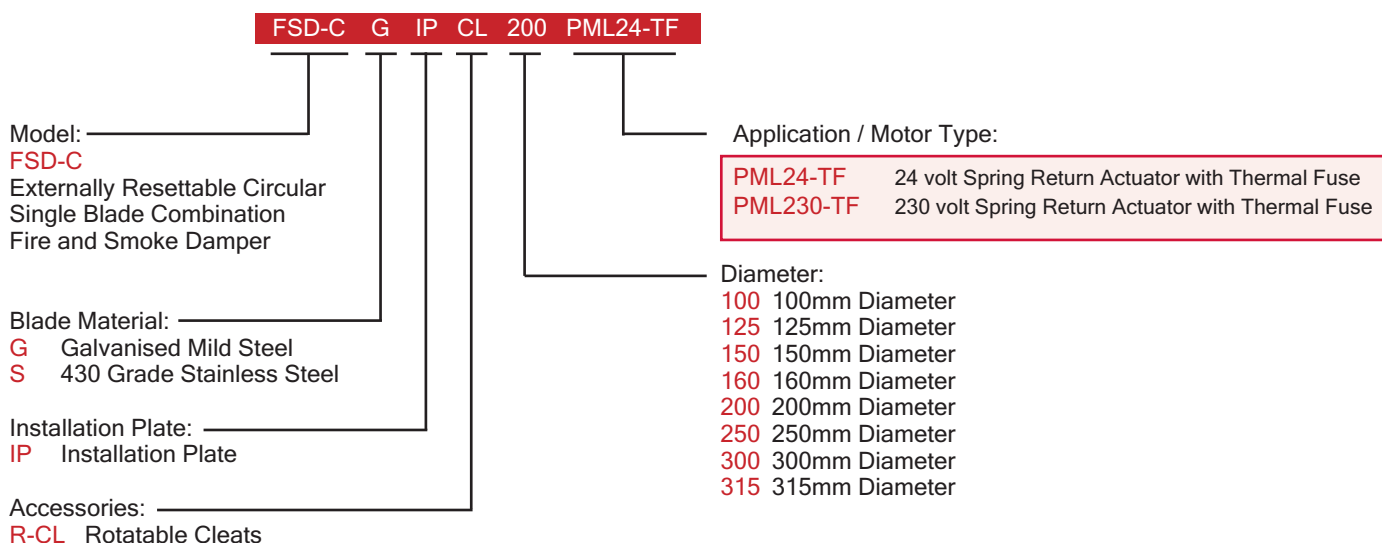 FSD-C G IP CL 200 PML24-TF
Model:
FSD-C
Externally Resettable Circular
Single Blade Combination
Fire and Smoke Damper
Blade Material:
G Galvanised Mild Steel
S 430 Grade Stainless Steel
Installation Plate:
IP Installation Plate
Accessories:
R-CL Rotatable Cleats
Application / Motor Type:
PML24-TF 24 volt Spring Return Actuator with Thermal Fuse
PML230-TF 230 volt Spring Return Actuator with Thermal Fuse
Diameter:
100 100mm Diameter
125 125mm Diameter
150 150mm Diameter
160 160mm Diameter
200 200mm Diameter
250 250mm Diameter
300 300mm Diameter
315 315mm Diameter